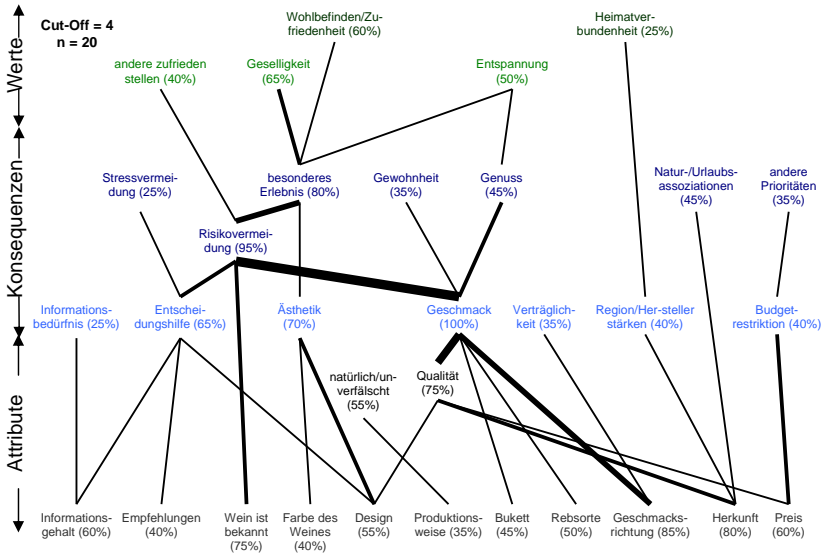 Cut-Off = 4
n = 20
Werte
Konsequenzen
Attribute
Wohlbefinden/Zu-
friedenheit (60%)
Heimatver-
bundenheit (25%)
andere zufrieden
stellen (40%)
Geselligkeit
(65%)
Entspannung
(50%)
Stressvermei-
dung (25%)
besonderes
Erlebnis (80%)
Gewohnheit
(35%)
Genuss
(45%)
Natur-/Urlaubs-
assoziationen
(45%)
andere
Prioritäten
(35%)
Risikovermei-
dung (95%)
Informations-
bedürfnis (25%)
Entschei-
dungshilfe (65%)
Ästhetik
(70%)
Geschmack
(100%)
Verträglich-
keit (35%)
Region/Her-steller
stärken (40%)
Budget-
restriktion (40%)
natürlich/un-
verfälscht
(55%)
Qualität
(75%)
Informations-
gehalt (60%)
Empfehlungen
(40%)
Wein ist
bekannt
(75%)
Farbe des
Weines
(40%)
Design
(55%)
Produktions-
weise (35%)
Bukett
(45%)
Rebsorte
(50%)
Geschmacks-
richtung (85%)
Herkunft
(80%)
Preis
(60%)